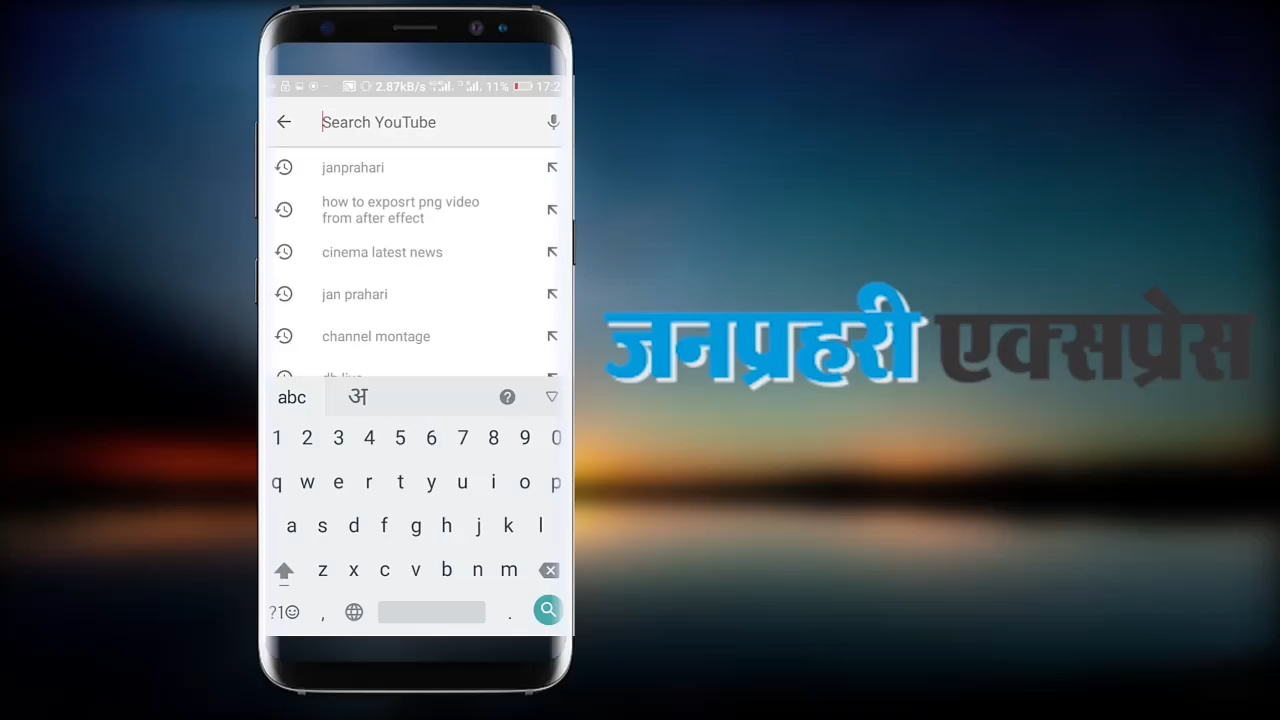 2.87kB/s 11% 17:2
Search YouTube
janprahari
how to exposrt png video
from after effect
cinema latest news
jan prahari
channel montage
abc अ ?
1 2 3 4 5 6 7 8 9 0
q w e r t y u i o p
a s d f g h j k l
z x c v b n m
?1☺ , .
जनप्रहरी एक्सप्रेस